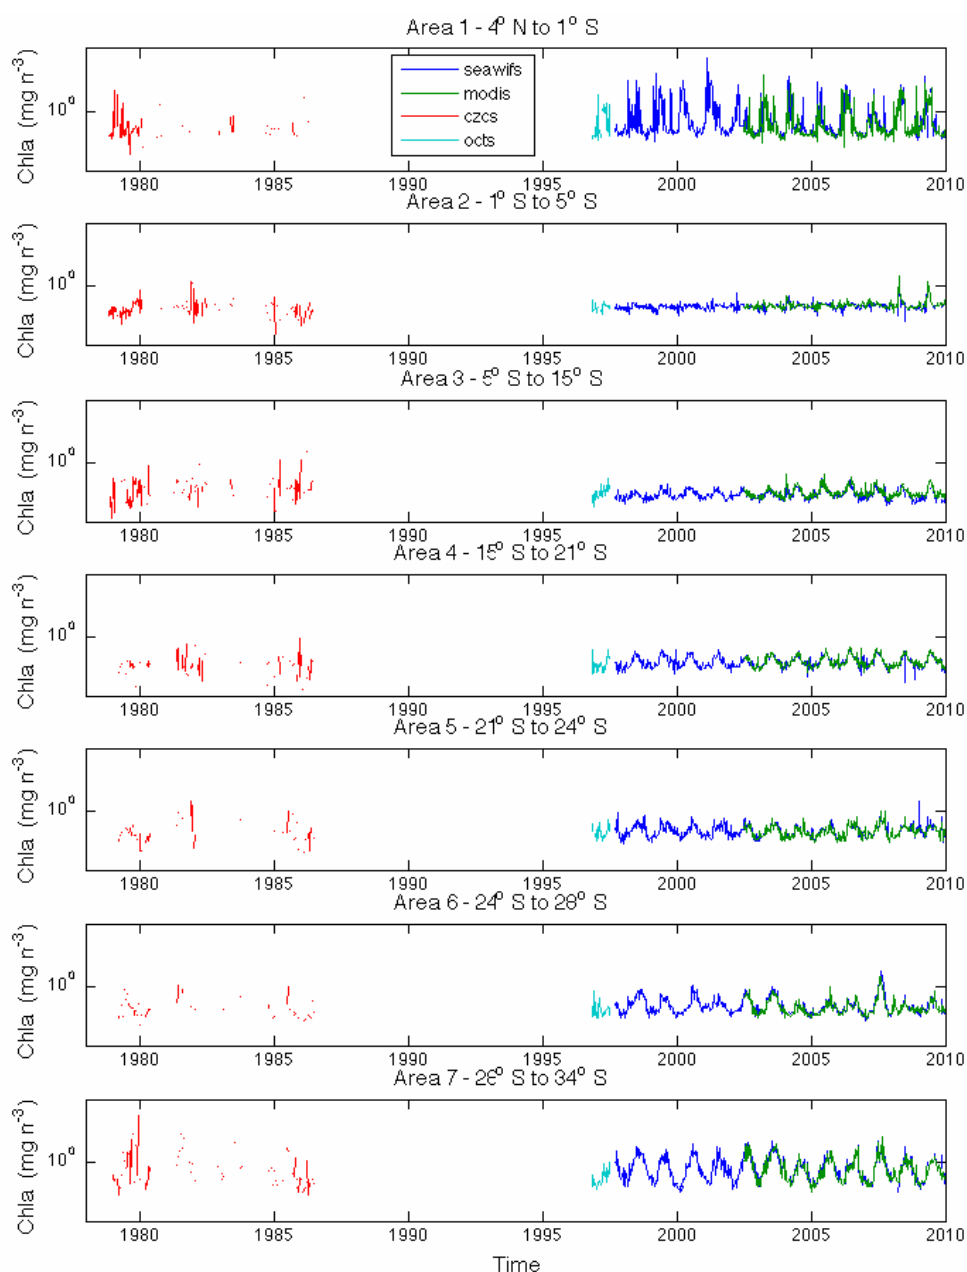 Area 1 - 4° N to 1° S
Chla (mg n⁻³)
10⁰
seawifs
modis
czcs
octs
1980 1985 1990 1995 2000 2005 2010
Area 2 - 1° S to 5° S
Chla (mg n⁻³)
10⁰
1980 1985 1990 1995 2000 2005 2010
Area 3 - 5° S to 15° S
Chla (mg n⁻³)
10⁰
1980 1985 1990 1995 2000 2005 2010
Area 4 - 15° S to 21° S
Chla (mg n⁻³)
10⁰
1980 1985 1990 1995 2000 2005 2010
Area 5 - 21° S to 24° S
Chla (mg n⁻³)
10⁰
1980 1985 1990 1995 2000 2005 2010
Area 6 - 24° S to 28° S
Chla (mg n⁻³)
10⁰
1980 1985 1990 1995 2000 2005 2010
Area 7 - 28° S to 34° S
Chla (mg n⁻³)
10⁰
1980 1985 1990 1995 2000 2005 2010
Time